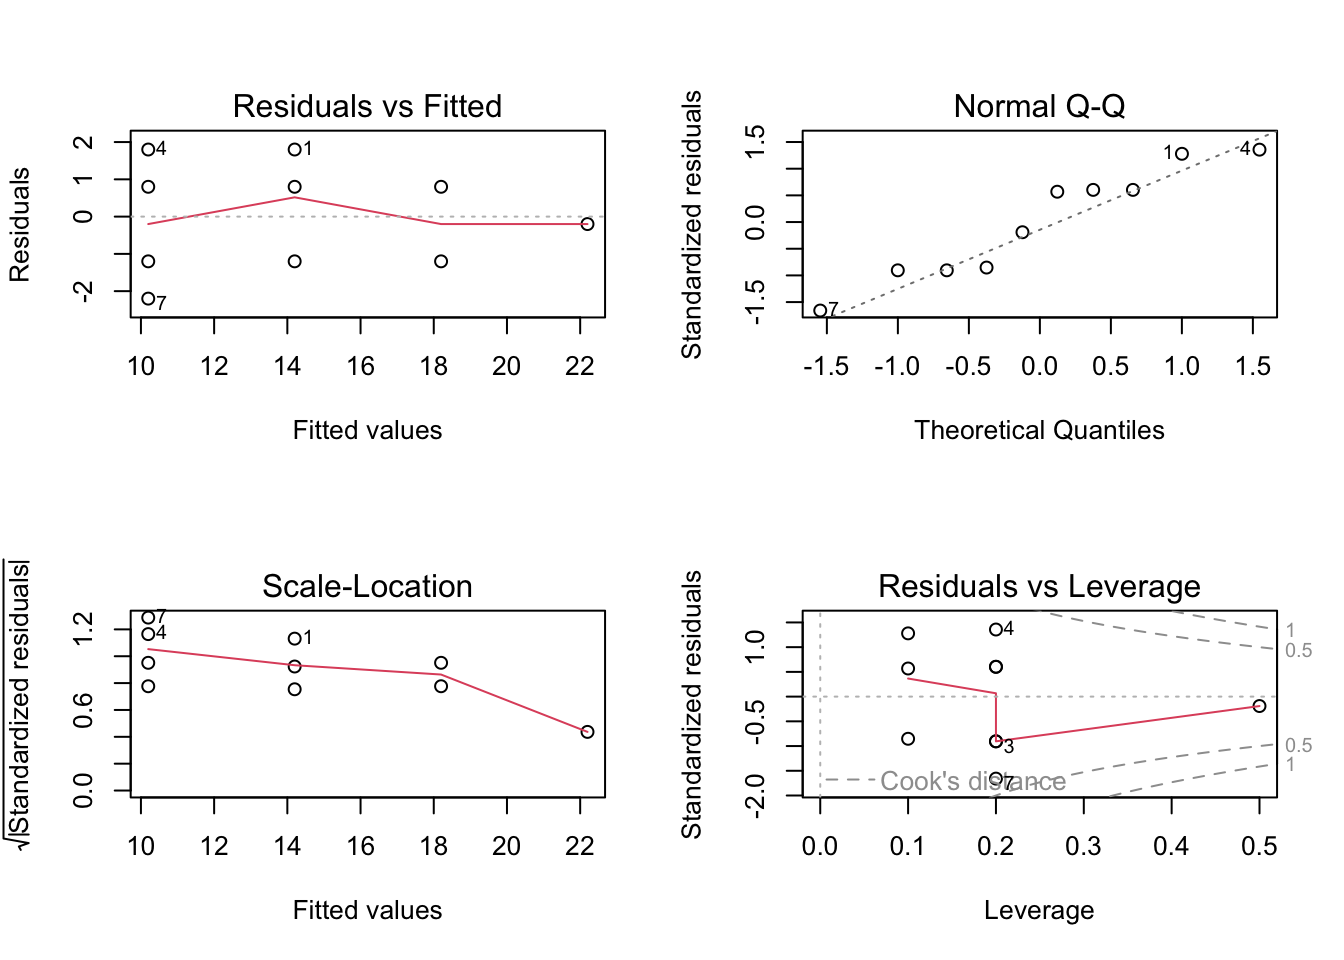 Residuals vs Fitted
Residuals
2
1
0
-2
4
1
7
10 12 14 16 18 20 22
Fitted values
Normal Q-Q
Standardized residuals
1.5
0.0
-1.5
1
4
7
-1.5 -1.0 -0.5 0.0 0.5 1.0 1.5
Theoretical Quantiles
Scale-Location
√|Standardized residuals|
1.2
0.6
0.0
7
4
1
10 12 14 16 18 20 22
Fitted values
Residuals vs Leverage
Standardized residuals
1.0
-0.5
-2.0
4
3
7
1
0.5
0.5
1
Cook's distance
0.0 0.1 0.2 0.3 0.4 0.5
Leverage